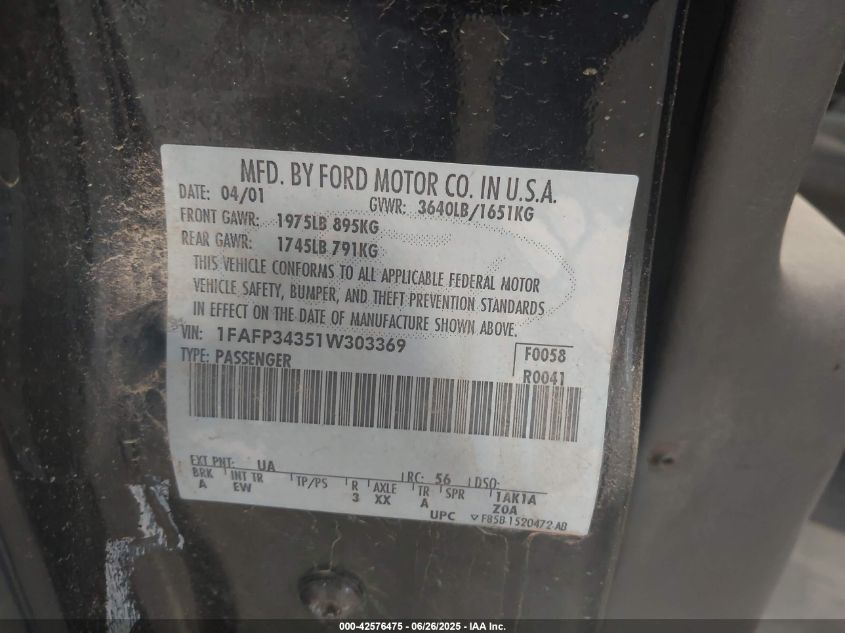 MFD. BY FORD MOTOR CO. IN U.S.A.
DATE: 04/01 GVWR: 3640LB/1651KG
FRONT GAWR: 1975LB 895KG
REAR GAWR: 1745LB 791KG
THIS VEHICLE CONFORMS TO ALL APPLICABLE FEDERAL MOTOR
VEHICLE SAFETY, BUMPER, AND THEFT PREVENTION STANDARDS
IN EFFECT ON THE DATE OF MANUFACTURE SHOWN ABOVE.
VIN: 1FAFP34351W303369 F0058
TYPE: PASSENGER R0041
EXT PNT: UA RC: 56 DSO:
BRK INT TR TP/PS R AXLE TR SPR 1AK1A
A EW 3 XX A Z0A
UPC F85B-1520472-AB
000-42576475 - 06/26/2025 - IAA Inc.